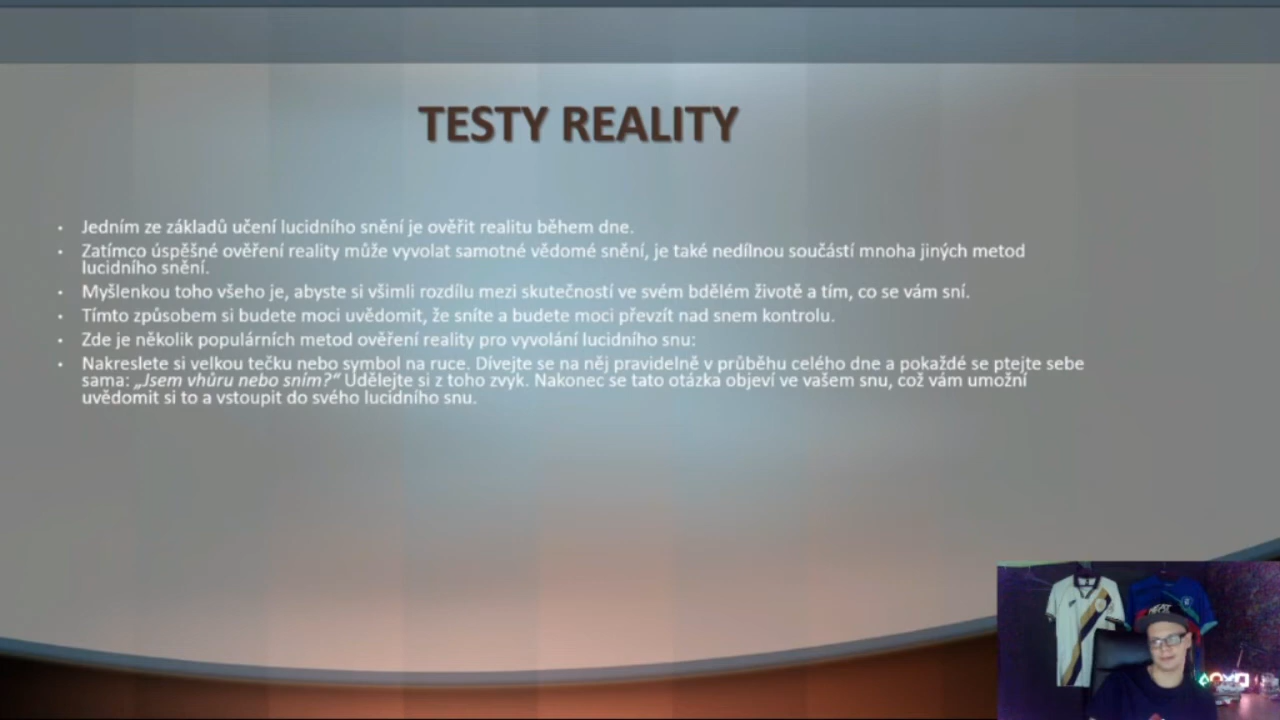 TESTY REALITY
• Jedním ze základů učení lucidního snění je ověřit realitu během dne.
• Zatímco úspěšné ověření reality může vyvolat samotné vědomé snění, je také nedílnou součástí mnoha jiných metod
lucidního snění.
• Myšlenkou toho všeho je, abyste si všimli rozdílu mezi skutečností ve svém bdělém životě a tím, co se vám sní.
• Tímto způsobem si budete moci uvědomit, že sníte a budete moci převzít nad snem kontrolu.
• Zde je několik populárních metod ověření reality pro vyvolání lucidního snu:
• Nakreslete si velkou tečku nebo symbol na ruce. Dívejte se na něj pravidelně v průběhu celého dne a pokaždé se ptejte sebe
sama: „Jsem vhůru nebo sním?“ Udělejte si z toho zvyk. Nakonec se tato otázka objeví ve vašem snu, což vám umožní
uvědomit si to a vstoupit do svého lucidního snu.